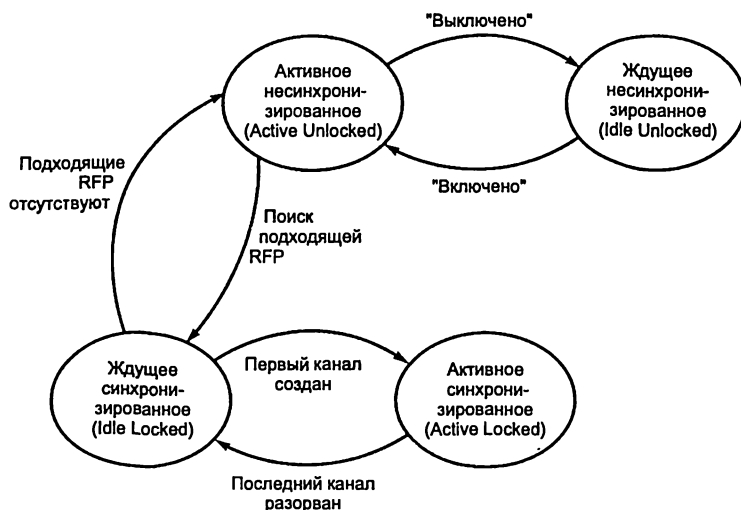 "Выключено"
Активное
несинхрони-
зированное
(Active Unlocked)
Ждущее
несинхрони-
зированное
(Idle Unlocked)
"Включено"
Подходящие
RFP
отсутствуют
Поиск
подходящей
RFP
Ждущее
синхрони-
зированное
(Idle Locked)
Первый канал
создан
Активное
синхрони-
зированное
(Active Locked)
Последний канал
разорван